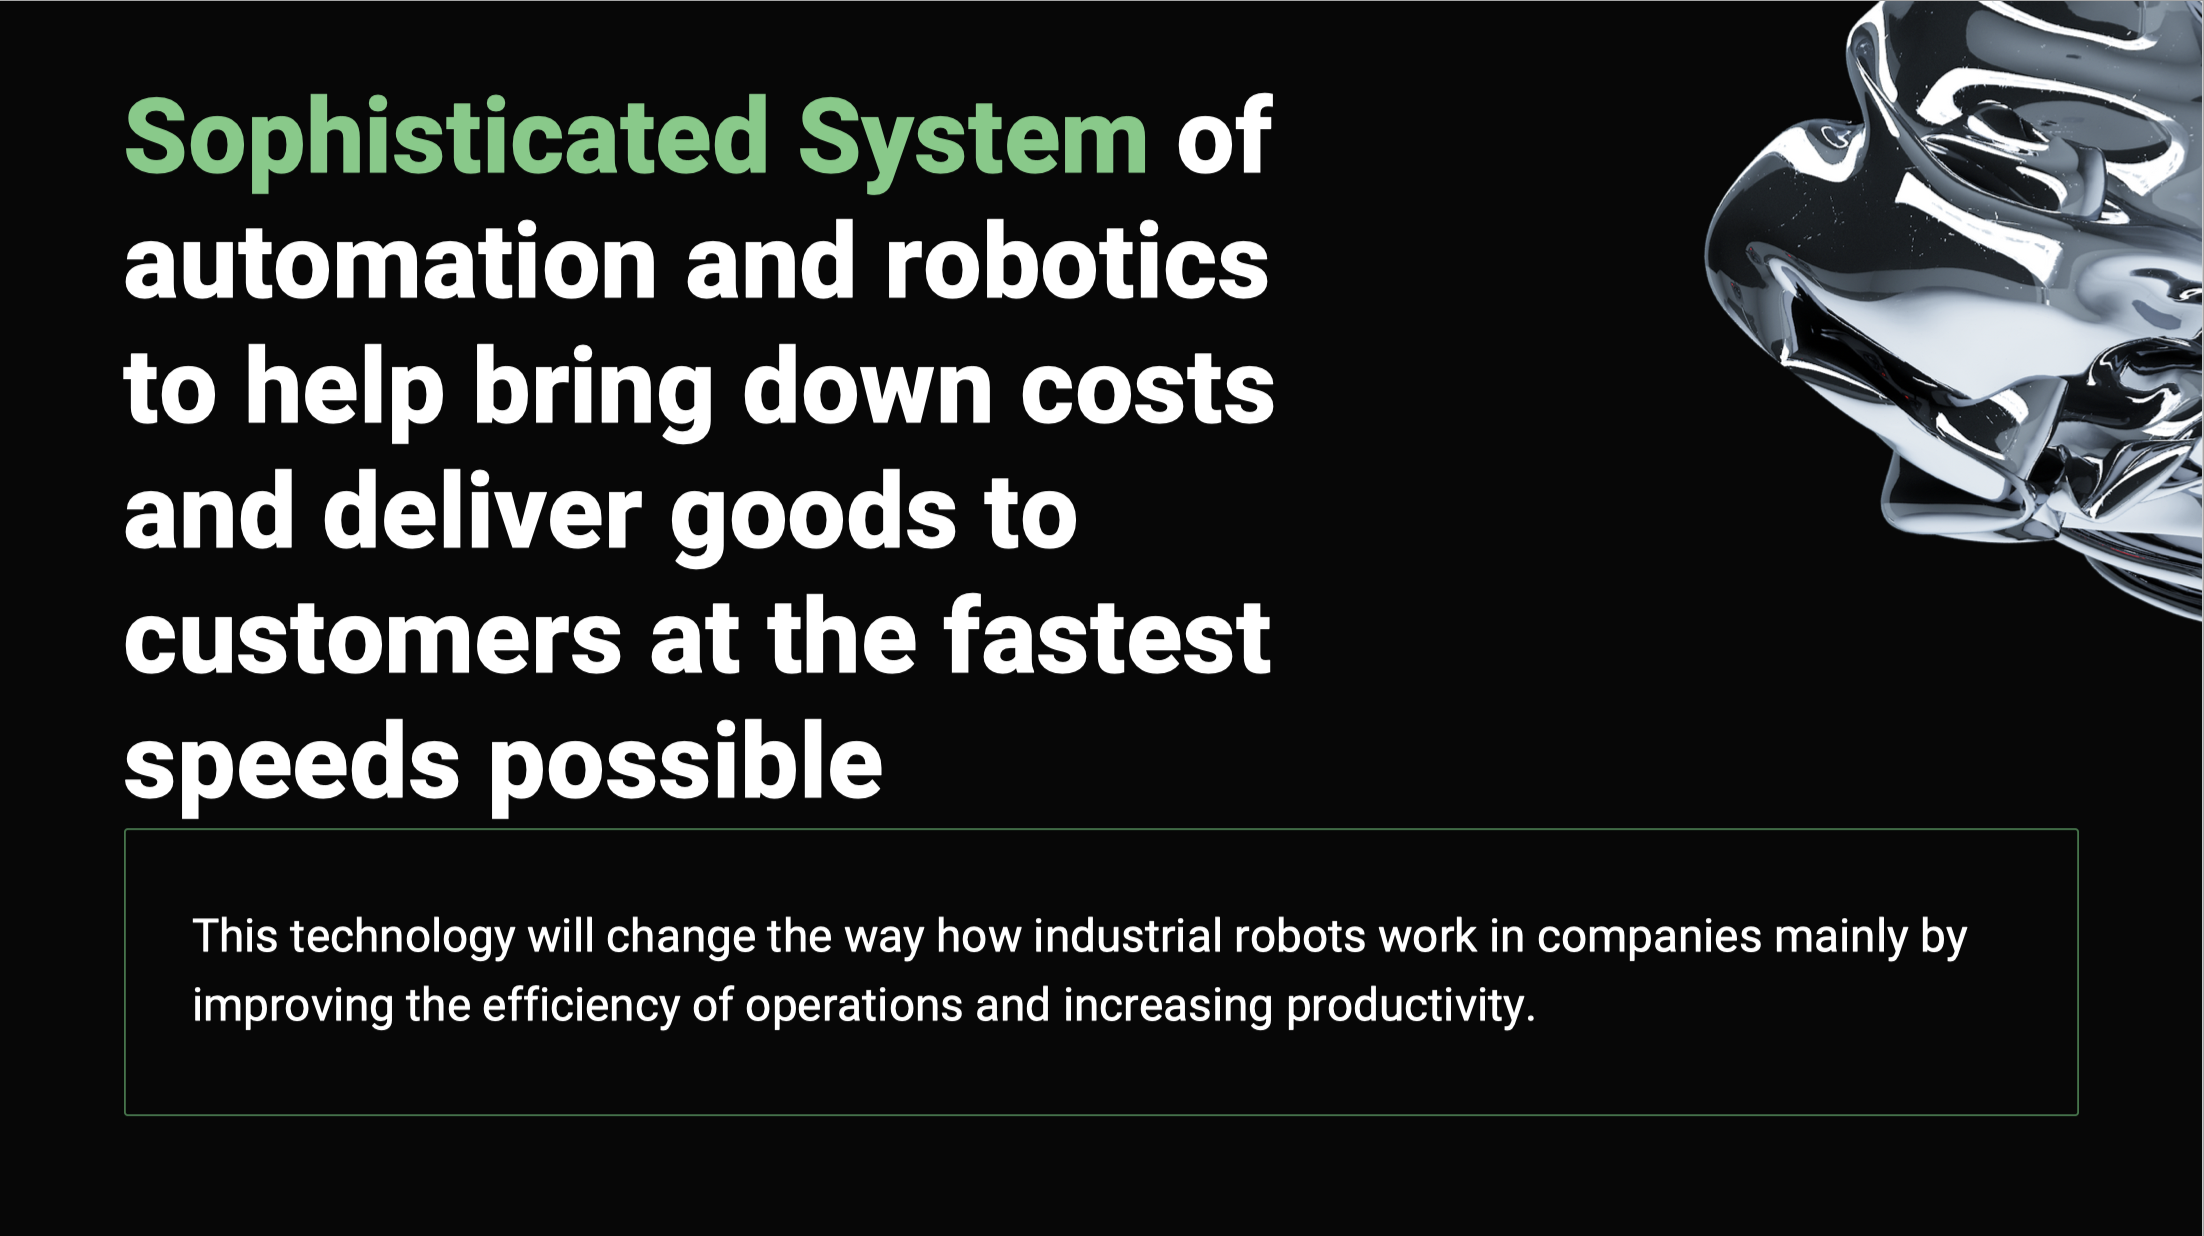 Sophisticated System of
automation and robotics
to help bring down costs
and deliver goods to
customers at the fastest
speeds possible
This technology will change the way how industrial robots work in companies mainly by
improving the efficiency of operations and increasing productivity.